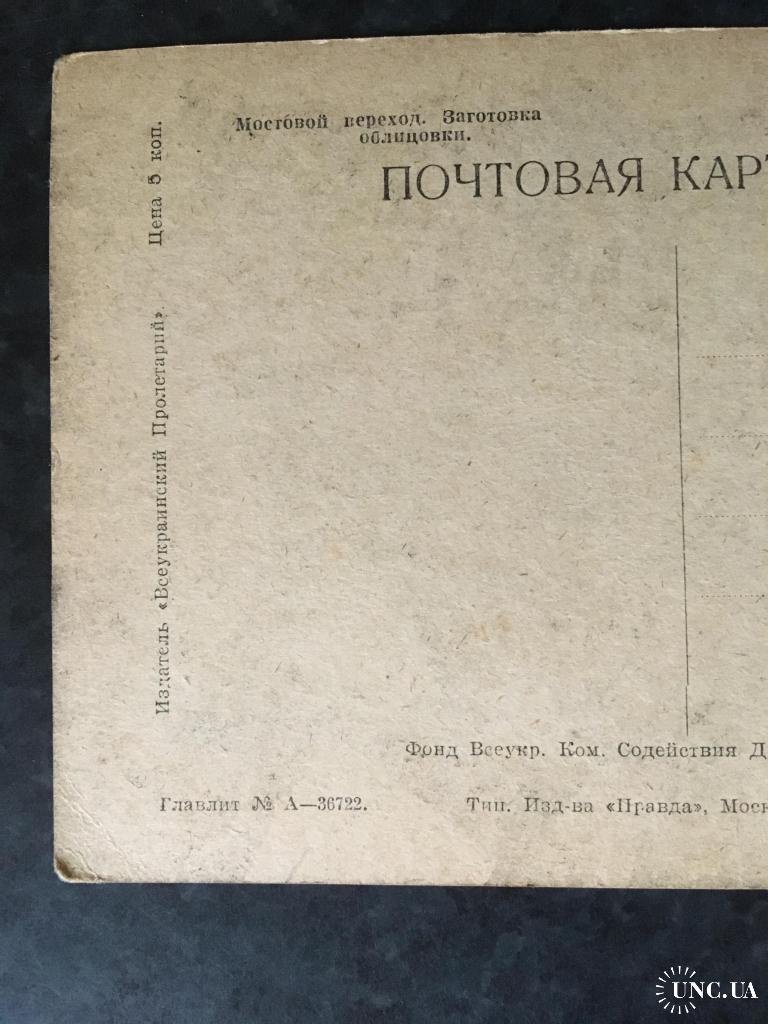 Мостовой переход. Заготовка
облицовки.
ПОЧТОВАЯ КАРТ
Издатель «Всеукраинский Пролетарий». Цена 5 коп.
Фонд Всеукр. Ком. Содействия Д
Главлит № А—36722.
Тип. Изд-ва «Правда», Моск
UNC.UA